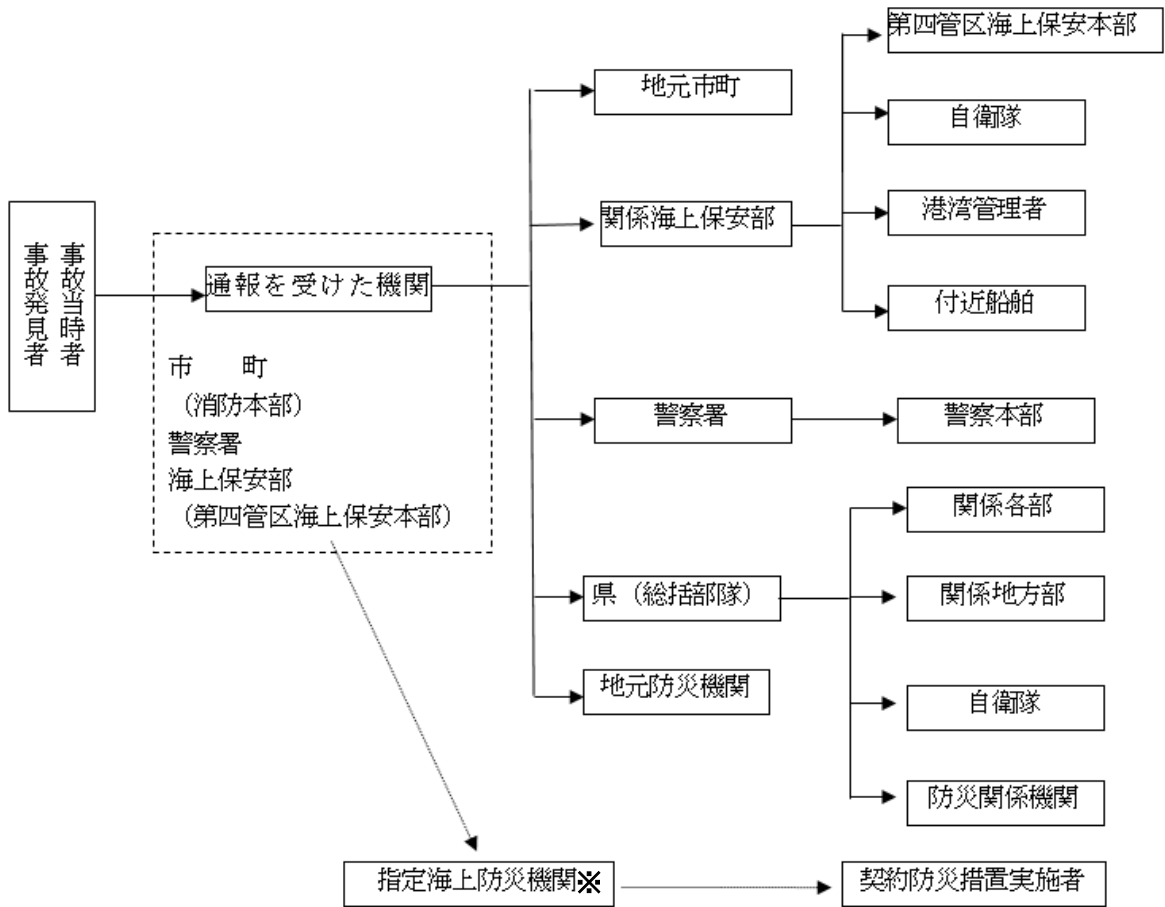 事故当時者
事故発見者
通報を受けた機関
市　　町
（消防本部）
警察署
海上保安部
（第四管区海上保安本部）
地元市町
関係海上保安部
第四管区海上保安本部
自衛隊
港湾管理者
付近船舶
警察署
警察本部
県（総括部隊）
関係各部
関係地方部
自衛隊
防災関係機関
地元防災機関
指定海上防災機関※
契約防災措置実施者